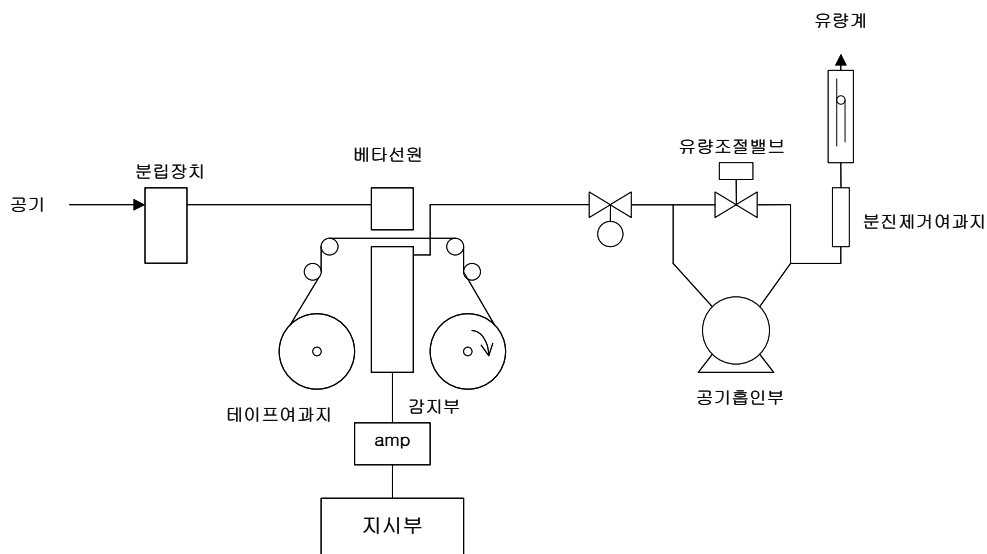 유량계
베타선원
유량조절밸브
분립장치
공기
분진제거여과지
공기흡인부
테이프여과지
감지부
amp
지시부